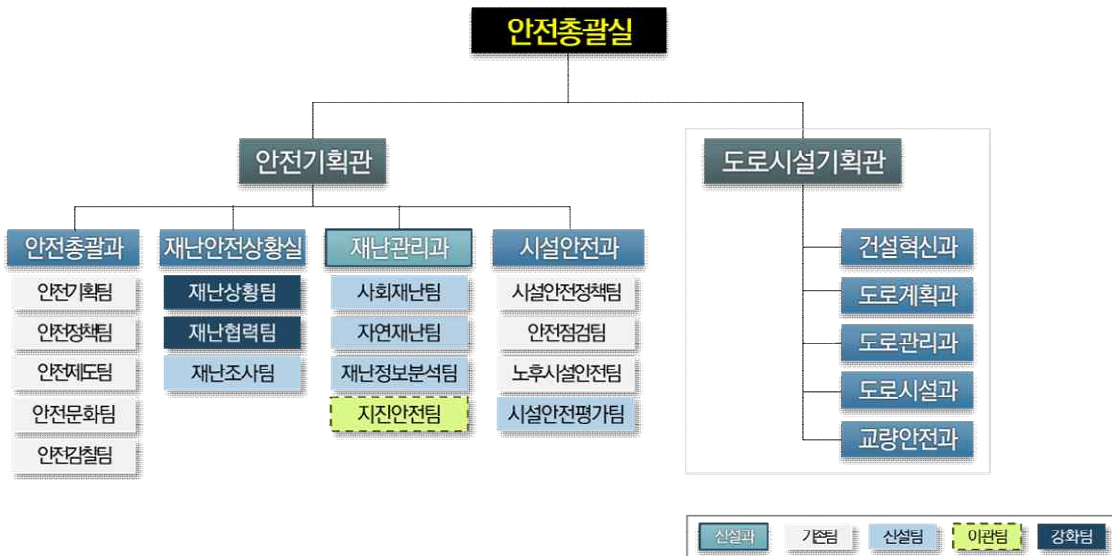 안전총괄실
안전기획관
도로시설기획관
안전총괄과
안전기획팀
안전정책팀
안전제도팀
안전문화팀
안전감찰팀
재난안전상황실
재난상황팀
재난협력팀
재난조사팀
재난관리과
사회재난팀
자연재난팀
재난정보분석팀
지진안전팀
시설안전과
시설안전정책팀
안전점검팀
노후시설안전팀
시설안전평가팀
건설혁신과
도로계획과
도로관리과
도로시설과
교량안전과
신설과 기존팀 신설팀 이관팀 강화팀